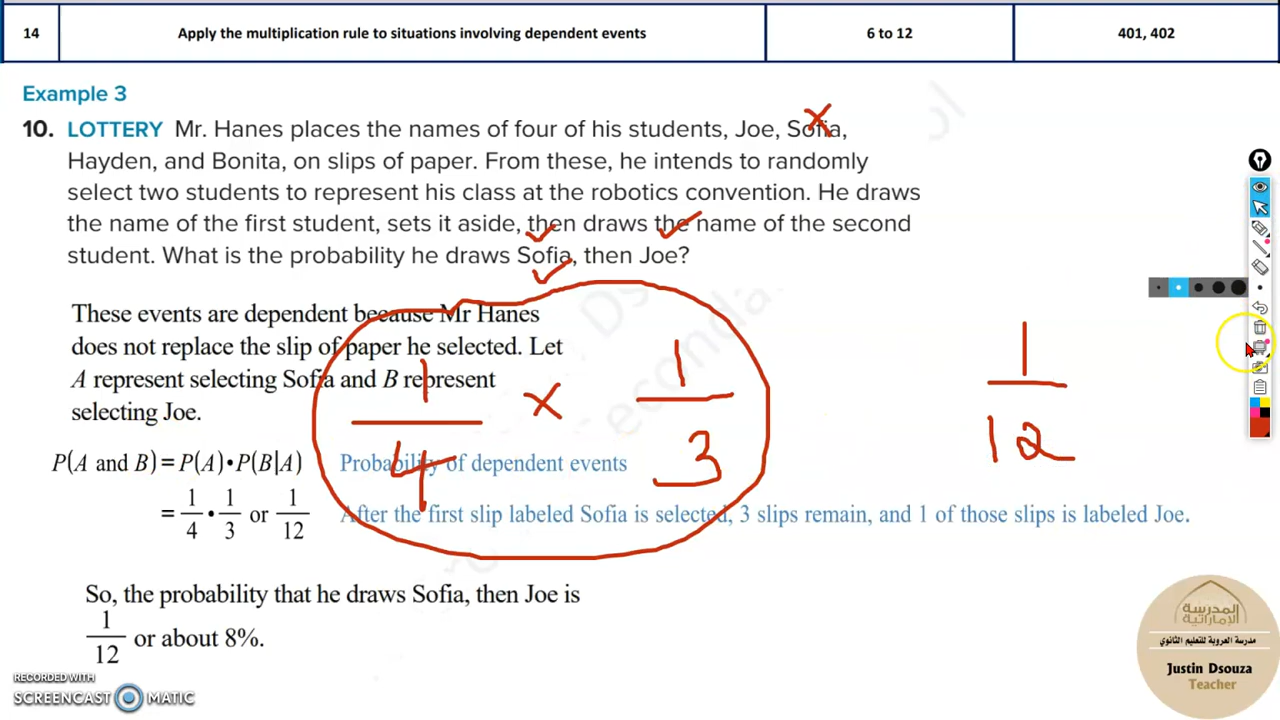 14 Apply the multiplication rule to situations involving dependent events 6 to 12 401, 402
Example 3
10. LOTTERY Mr. Hanes places the names of four of his students, Joe, Sofia,
Hayden, and Bonita, on slips of paper. From these, he intends to randomly
select two students to represent his class at the robotics convention. He draws
the name of the first student, sets it aside, then draws the name of the second
student. What is the probability he draws Sofia, then Joe?
These events are dependent because Mr Hanes
does not replace the slip of paper he selected. Let
A represent selecting Sofia and B represent
selecting Joe.
1/4 × 1/3
1/12
P(A and B) = P(A)•P(B|A) Probability of dependent events
= 1/4 • 1/3 or 1/12 After the first slip labeled Sofia is selected, 3 slips remain, and 1 of those slips is labeled Joe.
So, the probability that he draws Sofia, then Joe is
1/12 or about 8%.
RECORDED WITH
SCREENCAST MATIC
المدرسة
الإماراتية
مدرسة العروبة للتعليم الثانوي
Justin Dsouza
Teacher